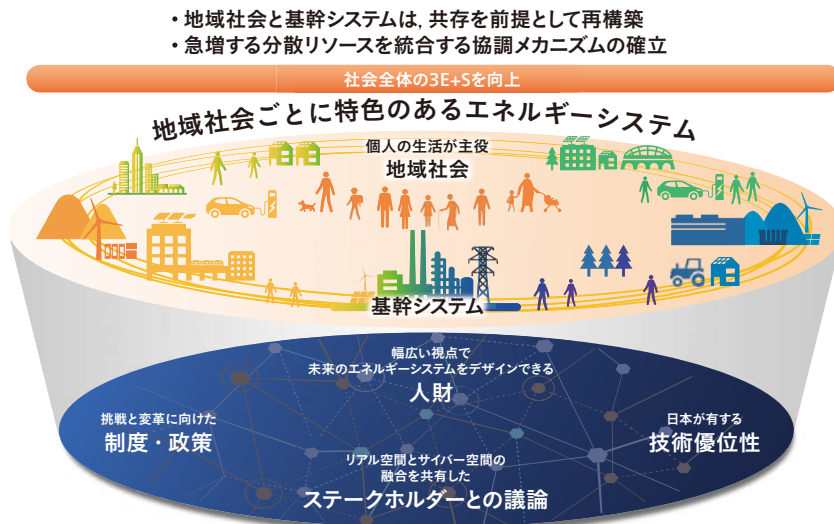 ・地域社会と基幹システムは, 共存を前提として再構築
・急増する分散リソースを統合する協調メカニズムの確立
社会全体の3E+Sを向上
地域社会ごとに特色のあるエネルギーシステム
個人の生活が主役
地域社会
基幹システム
幅広い視点で
未来のエネルギーシステムをデザインできる
人財
挑戦と変革に向けた
制度・政策
日本が有する
技術優位性
リアル空間とサイバー空間の
融合を共有した
ステークホルダーとの議論